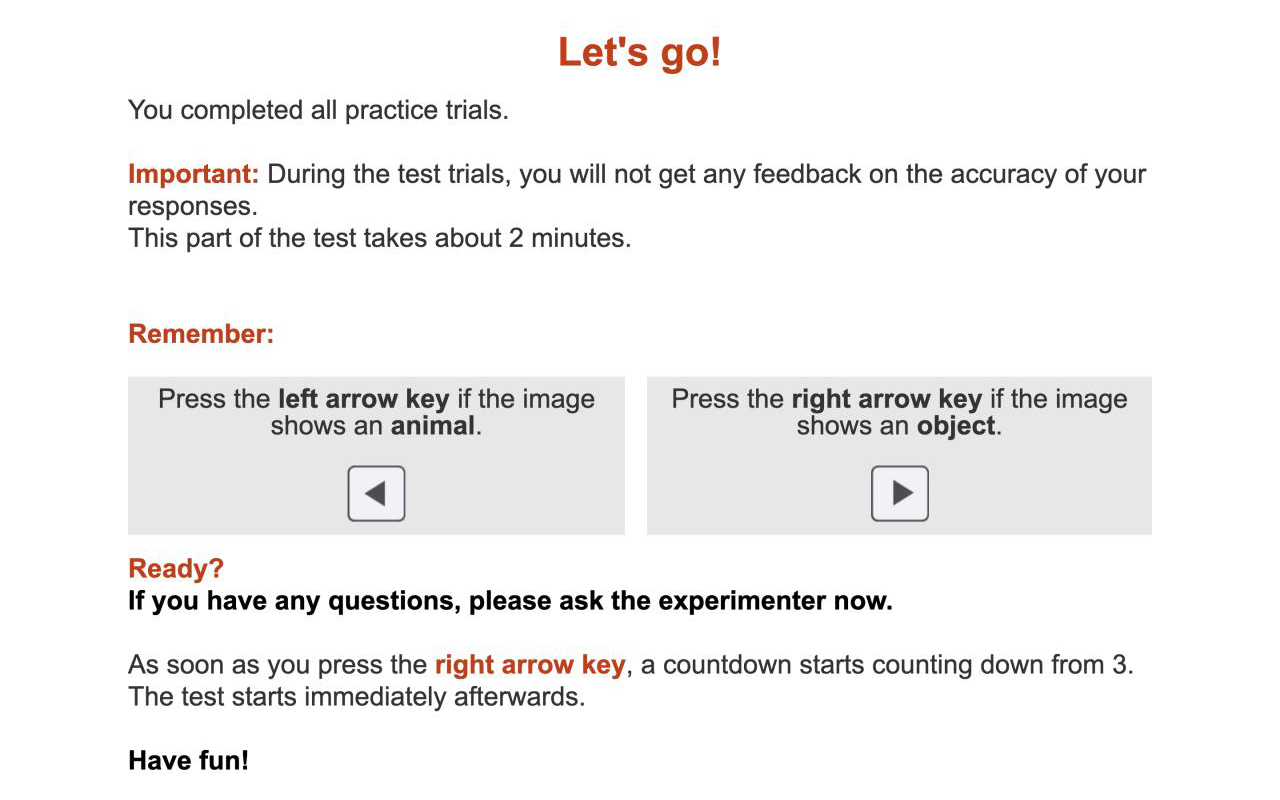 Let's go!
You completed all practice trials.
Important: During the test trials, you will not get any feedback on the accuracy of your
responses.
This part of the test takes about 2 minutes.
Remember:
Press the left arrow key if the image
shows an animal.
Press the right arrow key if the image
shows an object.
Ready?
If you have any questions, please ask the experimenter now.
As soon as you press the right arrow key, a countdown starts counting down from 3.
The test starts immediately afterwards.
Have fun!